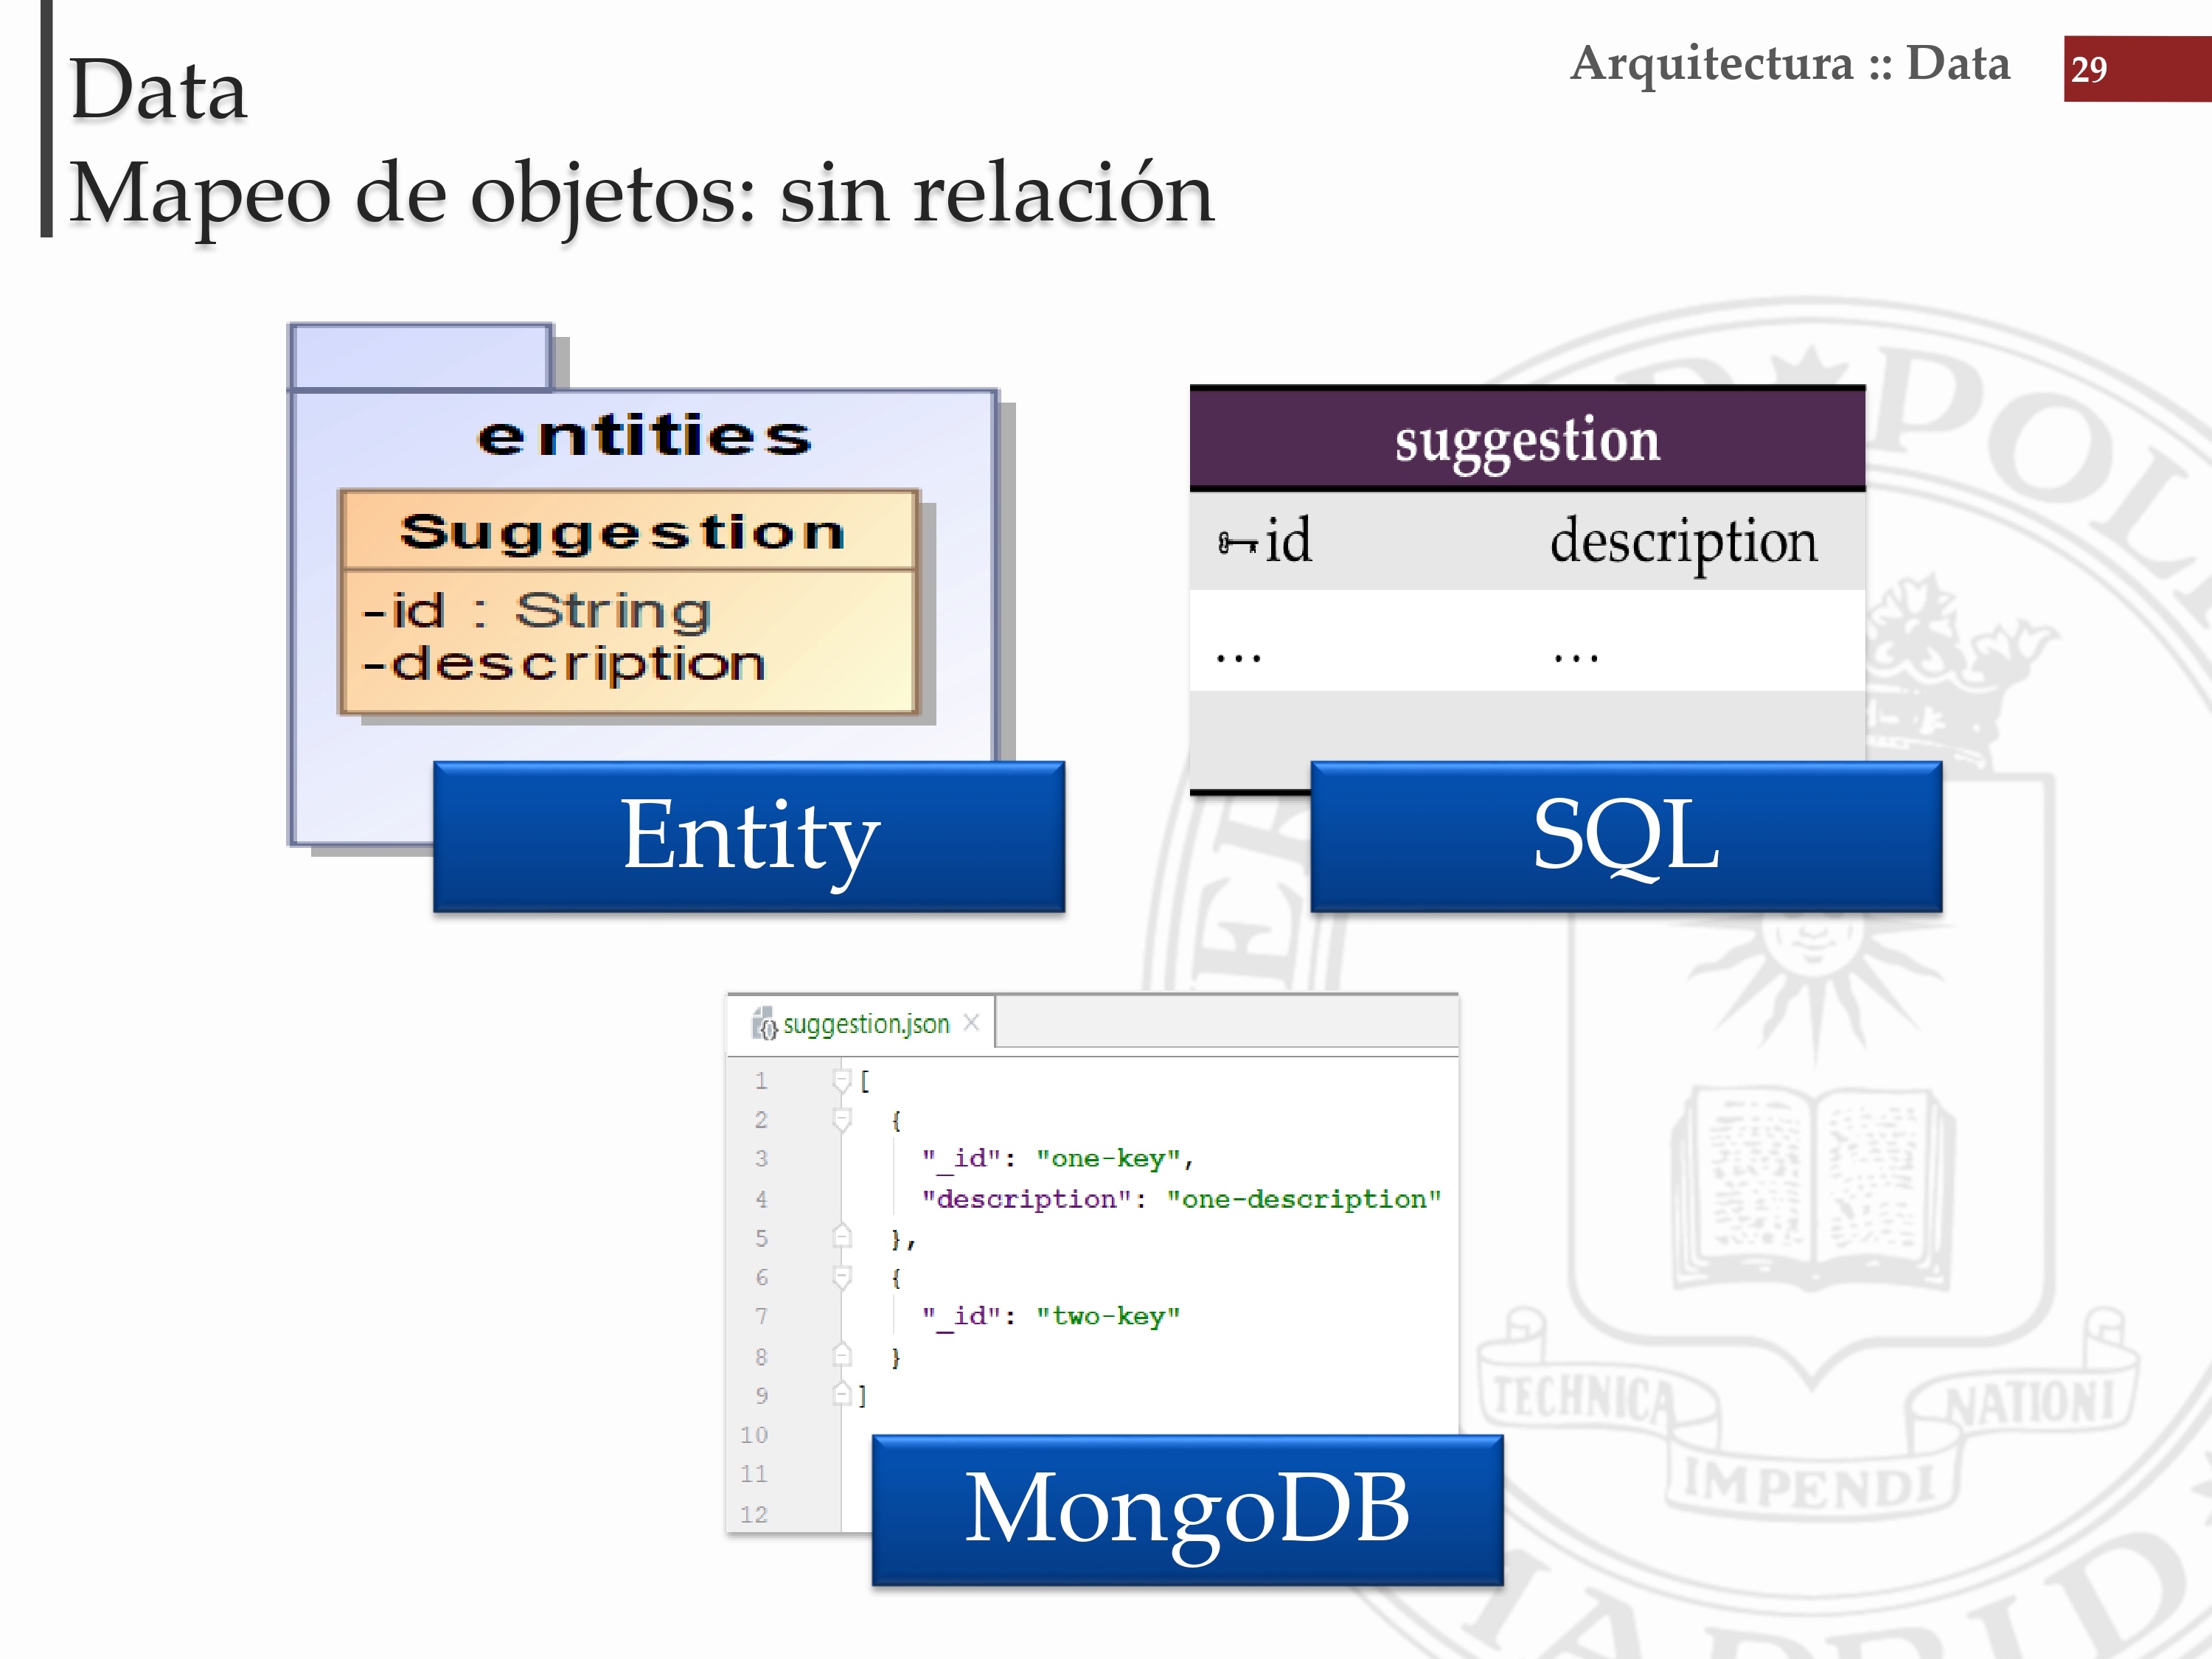 Data
Mapeo de objetos: sin relación
Arquitectura :: Data
29
entities
Suggestion
-id : String
-description
Entity
suggestion
id description
... ...
SQL
suggestion.json
1 [
2 {
3 "_id": "one-key",
4 "description": "one-description"
5 },
6 {
7 "_id": "two-key"
8 }
9 ]
10
11
12
MongoDB
POLI
TECHNICA
IMPENDI
NATIONI
MADRID